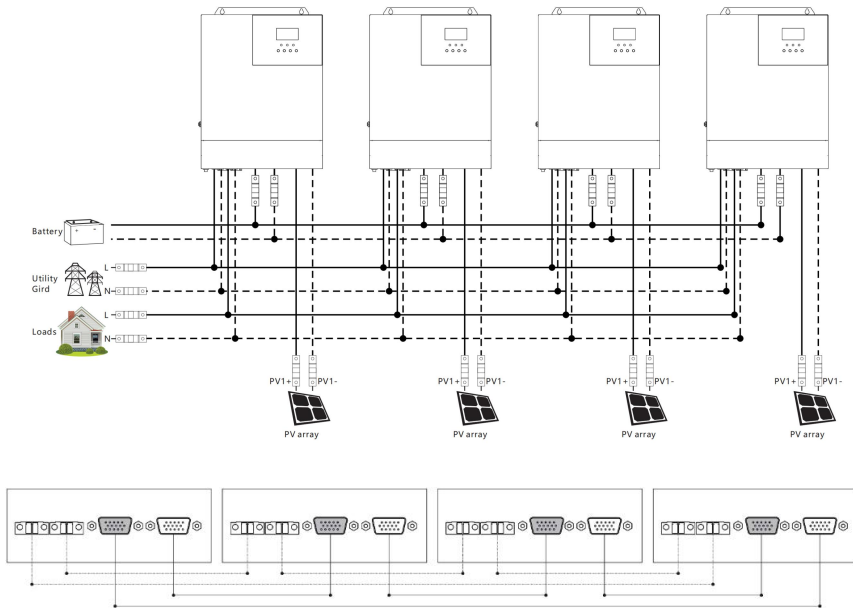 Battery
L
Utility
Gird
N
L
Loads
N
PV1+ PV1- PV1+ PV1- PV1+ PV1- PV1+ PV1-
PV array PV array PV array PV array